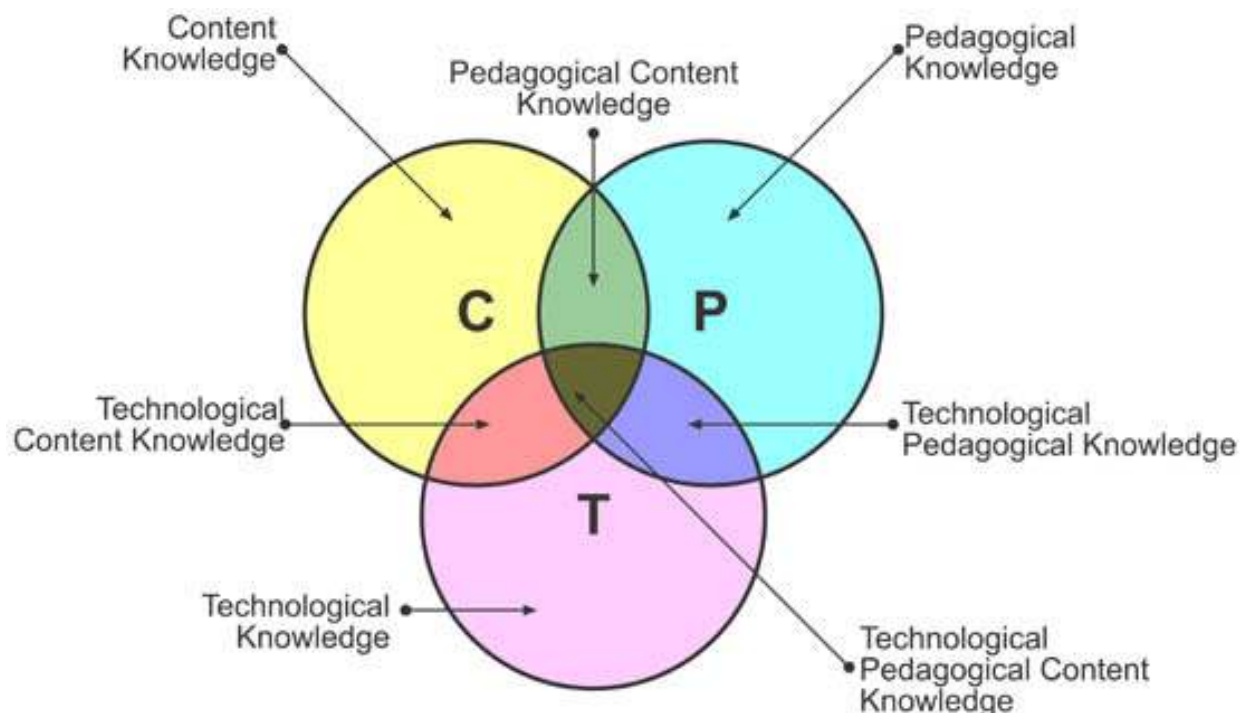 Content
Knowledge
Pedagogical Content
Knowledge
Pedagogical
Knowledge
C
P
Technological
Content Knowledge
Technological
Pedagogical Knowledge
T
Technological
Knowledge
Technological
Pedagogical Content
Knowledge